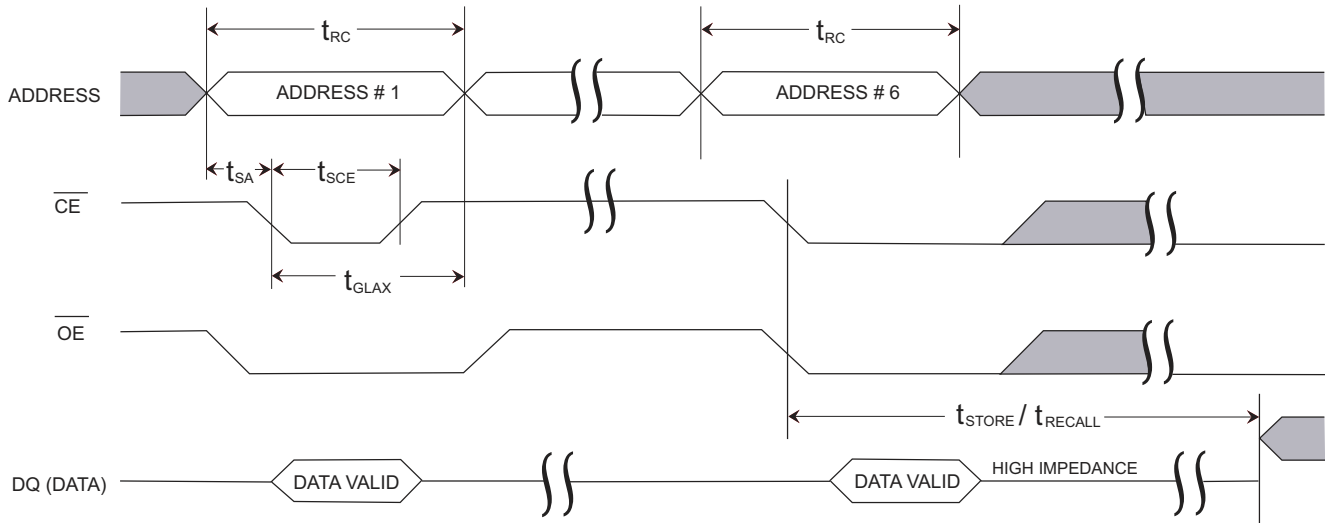 tRC
tRC
ADDRESS
ADDRESS # 1
ADDRESS # 6
tSA
tSCE
CE
tGLAX
OE
tSTORE / tRECALL
DQ (DATA)
DATA VALID
DATA VALID
HIGH IMPEDANCE